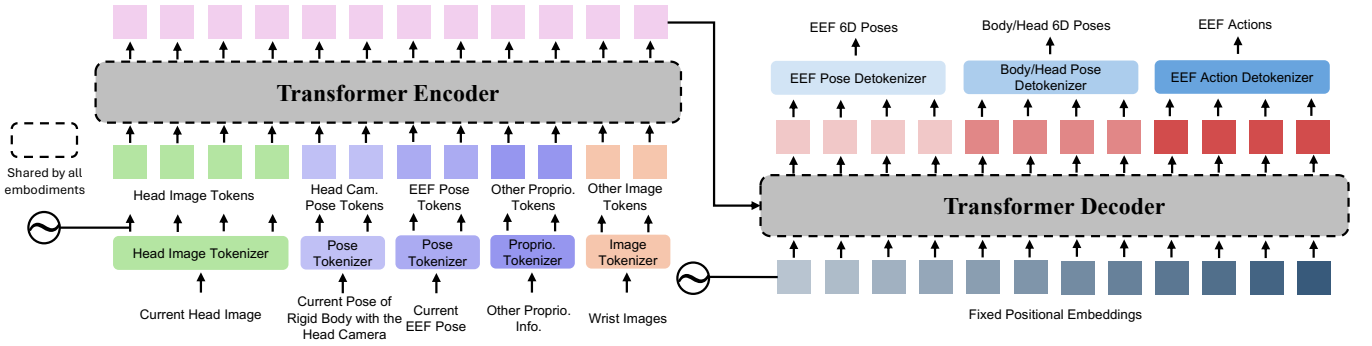 Transformer Encoder
Shared by all
embodiments
Head Image Tokens
Head Cam.
Pose Tokens
EEF Pose
Tokens
Other Proprio.
Tokens
Other Image
Tokens
Head Image Tokenizer
Pose
Tokenizer
Pose
Tokenizer
Proprio.
Tokenizer
Image
Tokenizer
Current Head Image
Current Pose of
Rigid Body with the
Head Camera
Current
EEF Pose
Other Proprio.
Info.
Wrist Images
EEF 6D Poses
Body/Head 6D Poses
EEF Actions
EEF Pose Detokenizer
Body/Head Pose
Detokenizer
EEF Action Detokenizer
Transformer Decoder
Fixed Positional Embeddings